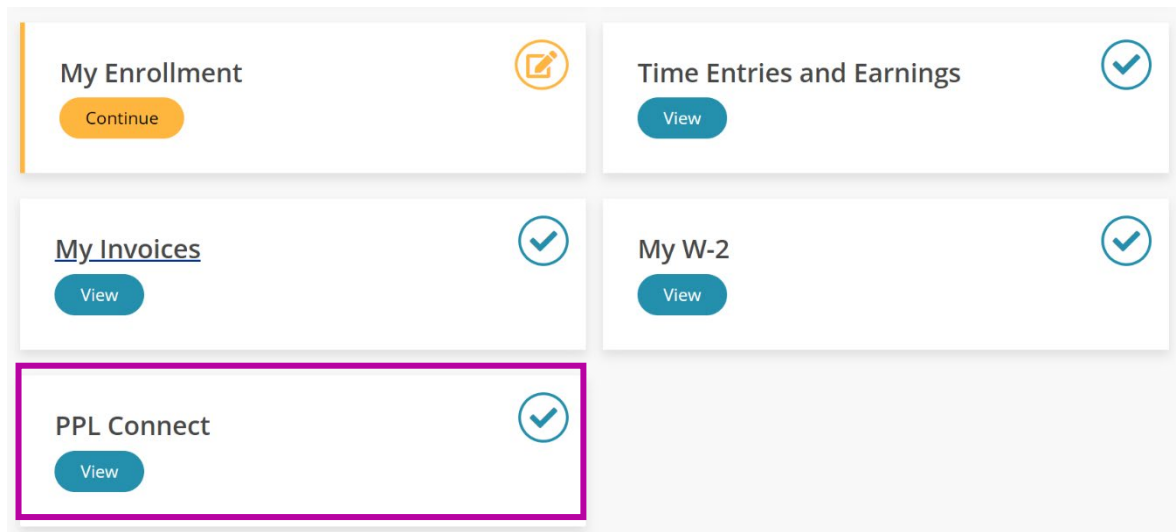 My Enrollment
Continue
Time Entries and Earnings
View
My Invoices
View
My W-2
View
PPL Connect
View